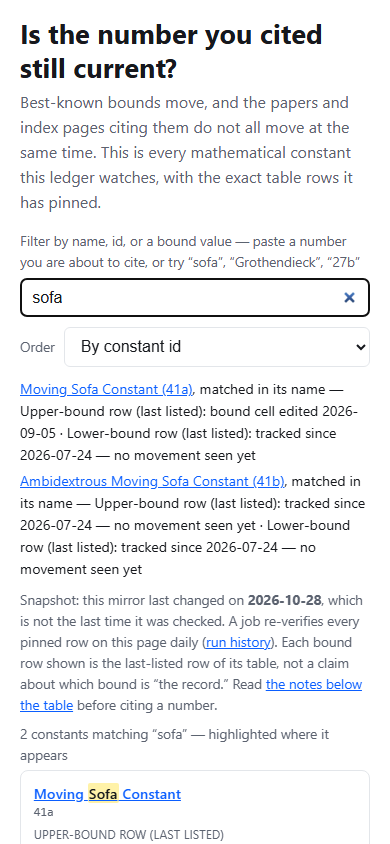 Is the number you cited
still current?
Best-known bounds move, and the papers and
index pages citing them do not all move at the
same time. This is every mathematical constant
this ledger watches, with the exact table rows it
has pinned.
Filter by name, id, or a bound value — paste a number
you are about to cite, or try “sofa”, “Grothendieck”, “27b”
sofa
Order
By constant id
Moving Sofa Constant (41a), matched in its name —
Upper-bound row (last listed): bound cell edited 2026-
09-05 · Lower-bound row (last listed): tracked since
2026-07-24 — no movement seen yet
Ambidextrous Moving Sofa Constant (41b), matched in
its name — Upper-bound row (last listed): tracked since
2026-07-24 — no movement seen yet · Lower-bound
row (last listed): tracked since 2026-07-24 — no
movement seen yet
Snapshot: this mirror last changed on 2026-10-28, which
is not the last time it was checked. A job re-verifies every
pinned row on this page daily (run history). Each bound
row shown is the last-listed row of its table, not a claim
about which bound is “the record.” Read the notes below
the table before citing a number.
2 constants matching “sofa” — highlighted where it
appears
Moving Sofa Constant
41a
UPPER-BOUND ROW (LAST LISTED)